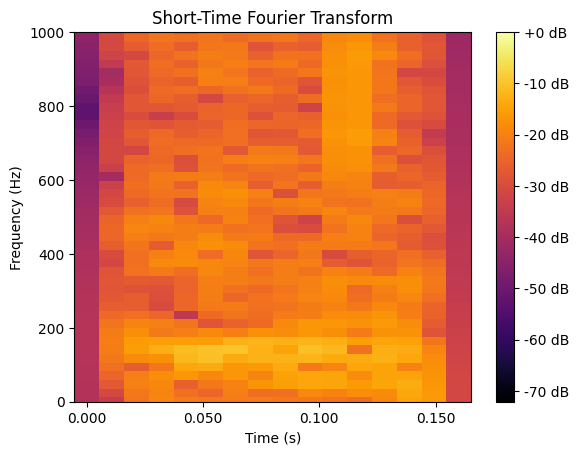 Short-Time Fourier Transform
1000
800
600
400
200
0
Frequency (Hz)
0.000
0.050
0.100
0.150
Time (s)
+0 dB
-10 dB
-20 dB
-30 dB
-40 dB
-50 dB
-60 dB
-70 dB